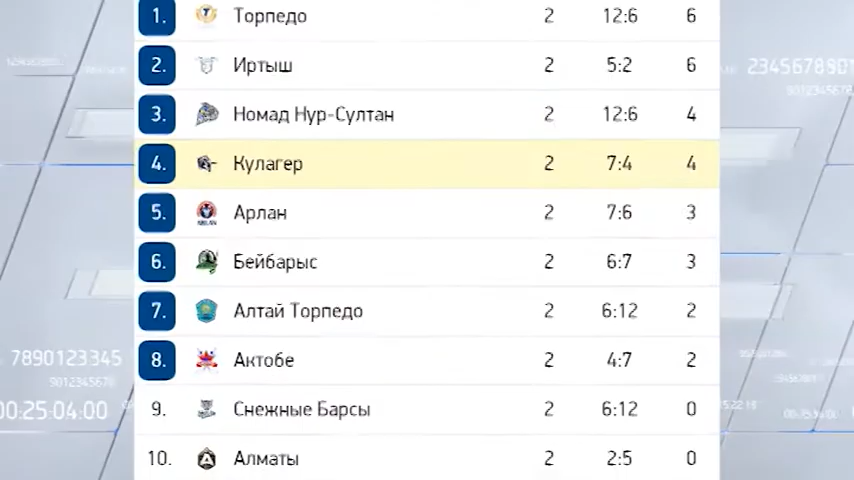 1. Торпедо 2 12:6 6
2. Иртыш 2 5:2 6
3. Номад Нур-Султан 2 12:6 4
4. Кулагер 2 7:4 4
5. Арлан 2 7:6 3
6. Бейбарыс 2 6:7 3
7. Алтай Торпедо 2 6:12 2
8. Актобе 2 4:7 2
9. Снежные Барсы 2 6:12 0
10. Алматы 2 2:5 0
2345678901
7890123345
9012345678
00:25:04:00